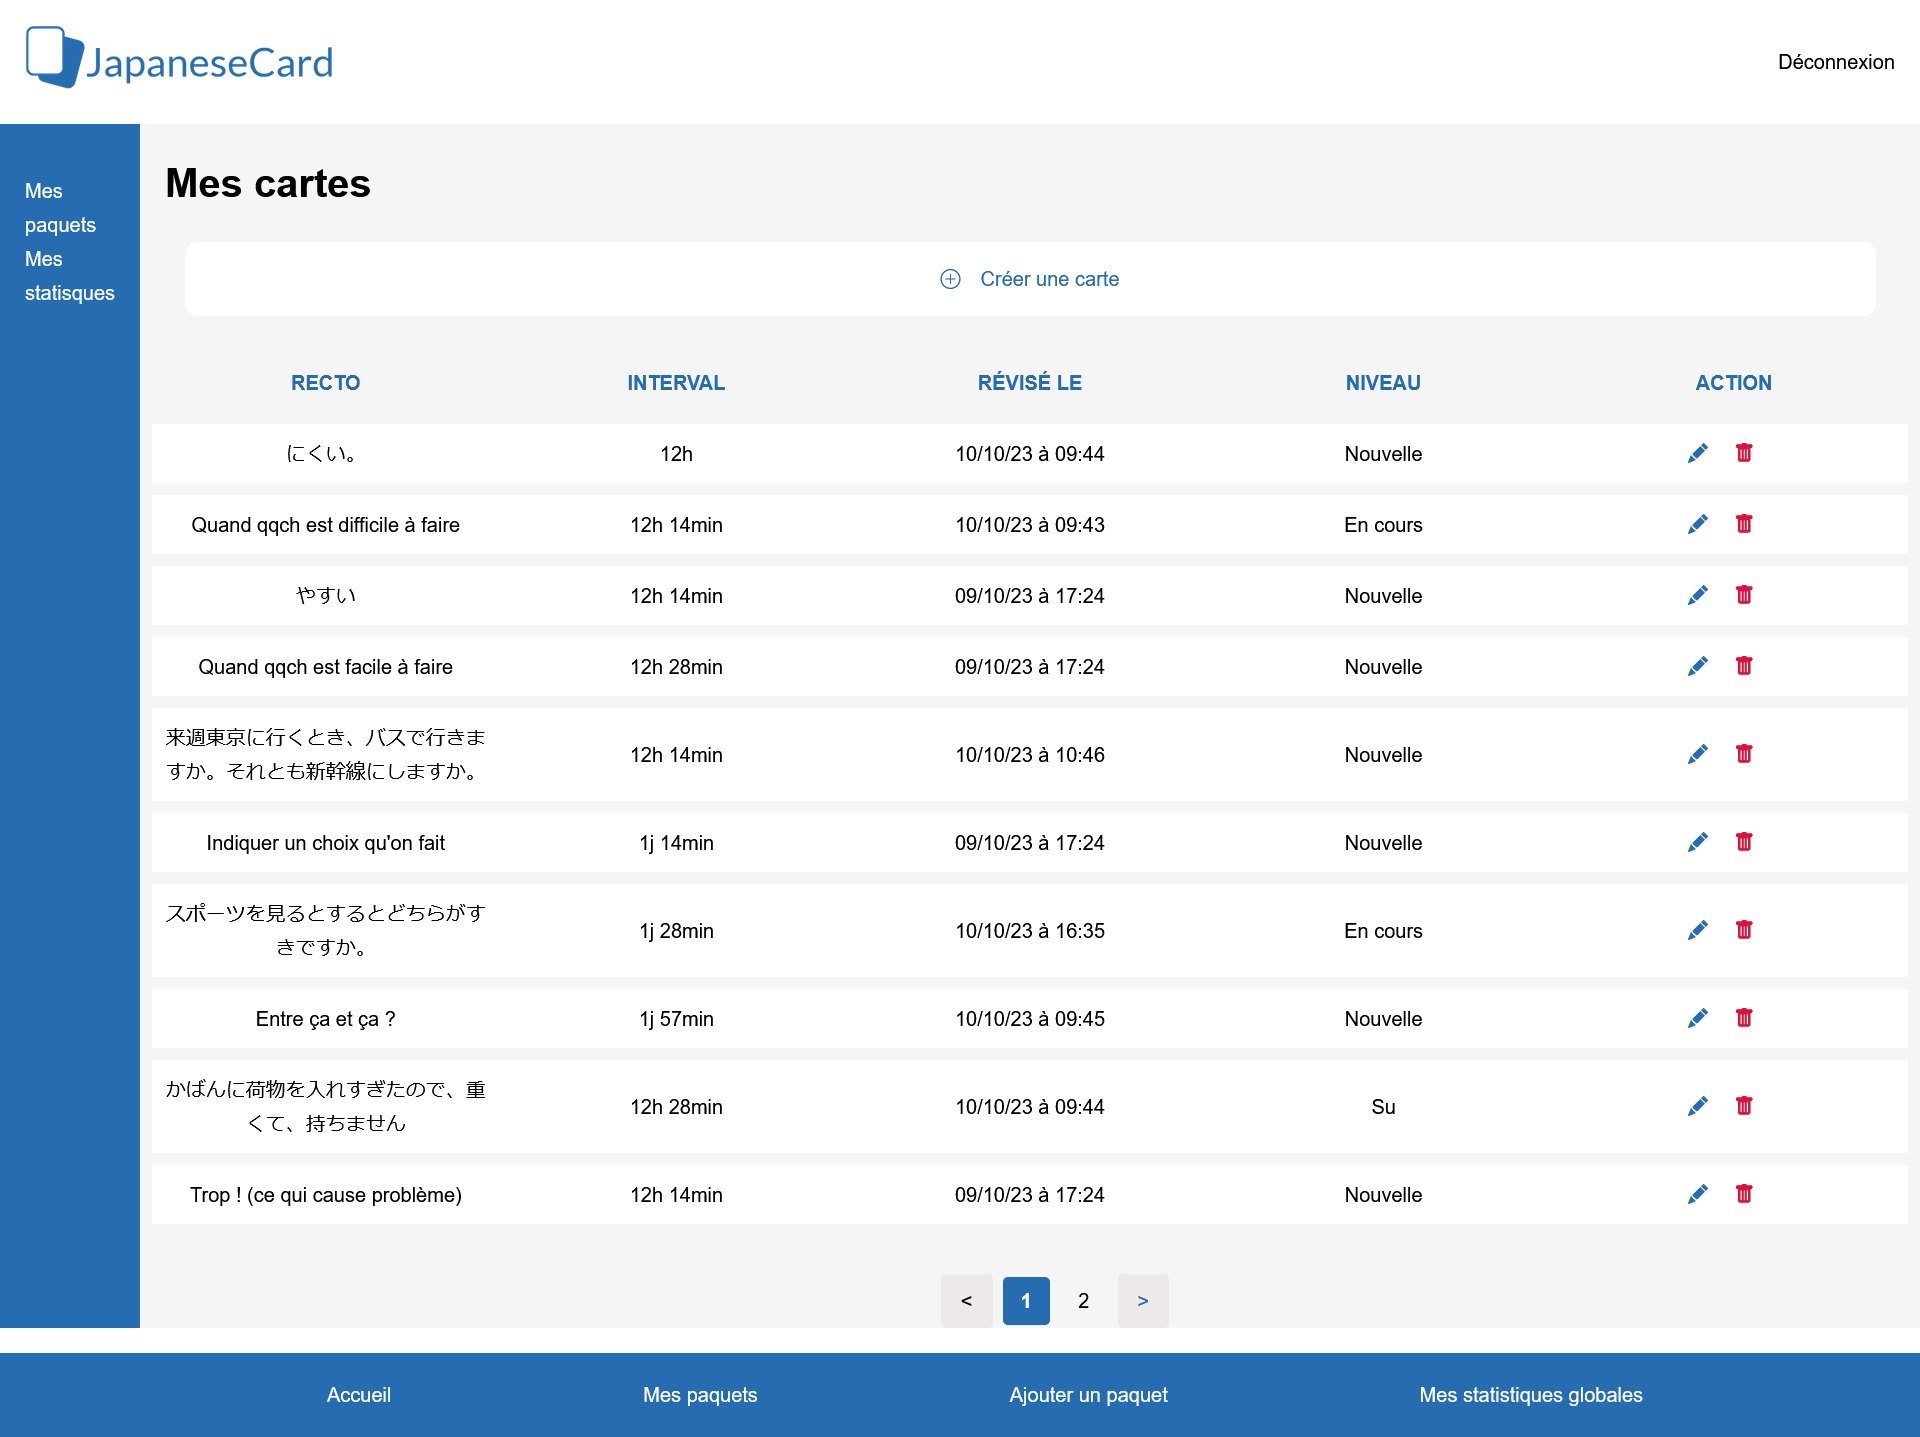 JapaneseCard
Déconnexion
Mes
paquets
Mes
statisques
Mes cartes
Créer une carte
RECTO INTERVAL RÉVISÉ LE NIVEAU ACTION
にくい。 12h 10/10/23 à 09:44 Nouvelle
Quand qqch est difficile à faire 12h 14min 10/10/23 à 09:43 En cours
やすい 12h 14min 09/10/23 à 17:24 Nouvelle
Quand qqch est facile à faire 12h 28min 09/10/23 à 17:24 Nouvelle
来週東京に行くとき、バスで行きま
すか。それとも新幹線にしますか。 12h 14min 10/10/23 à 10:46 Nouvelle
Indiquer un choix qu'on fait 1j 14min 09/10/23 à 17:24 Nouvelle
スポーツを見るとするとどちらがす
きですか。 1j 28min 10/10/23 à 16:35 En cours
Entre ça et ça ? 1j 57min 10/10/23 à 09:45 Nouvelle
かばんに荷物を入れすぎたので、重
くて、持ちません 12h 28min 10/10/23 à 09:44 Su
Trop ! (ce qui cause problème) 12h 14min 09/10/23 à 17:24 Nouvelle
< 1 2 >
Accueil Mes paquets Ajouter un paquet Mes statistiques globales